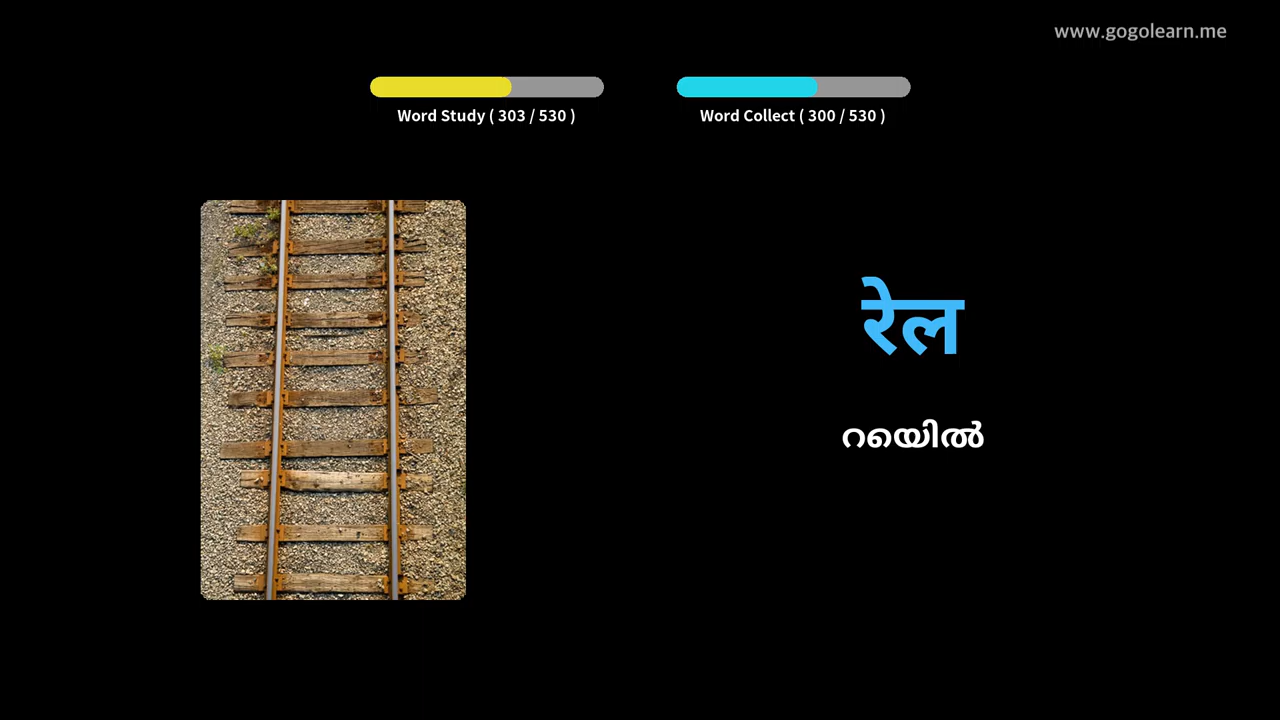 www.gogolearn.me
Word Study ( 303 / 530 )
Word Collect ( 300 / 530 )
रेल
റയെിൽ